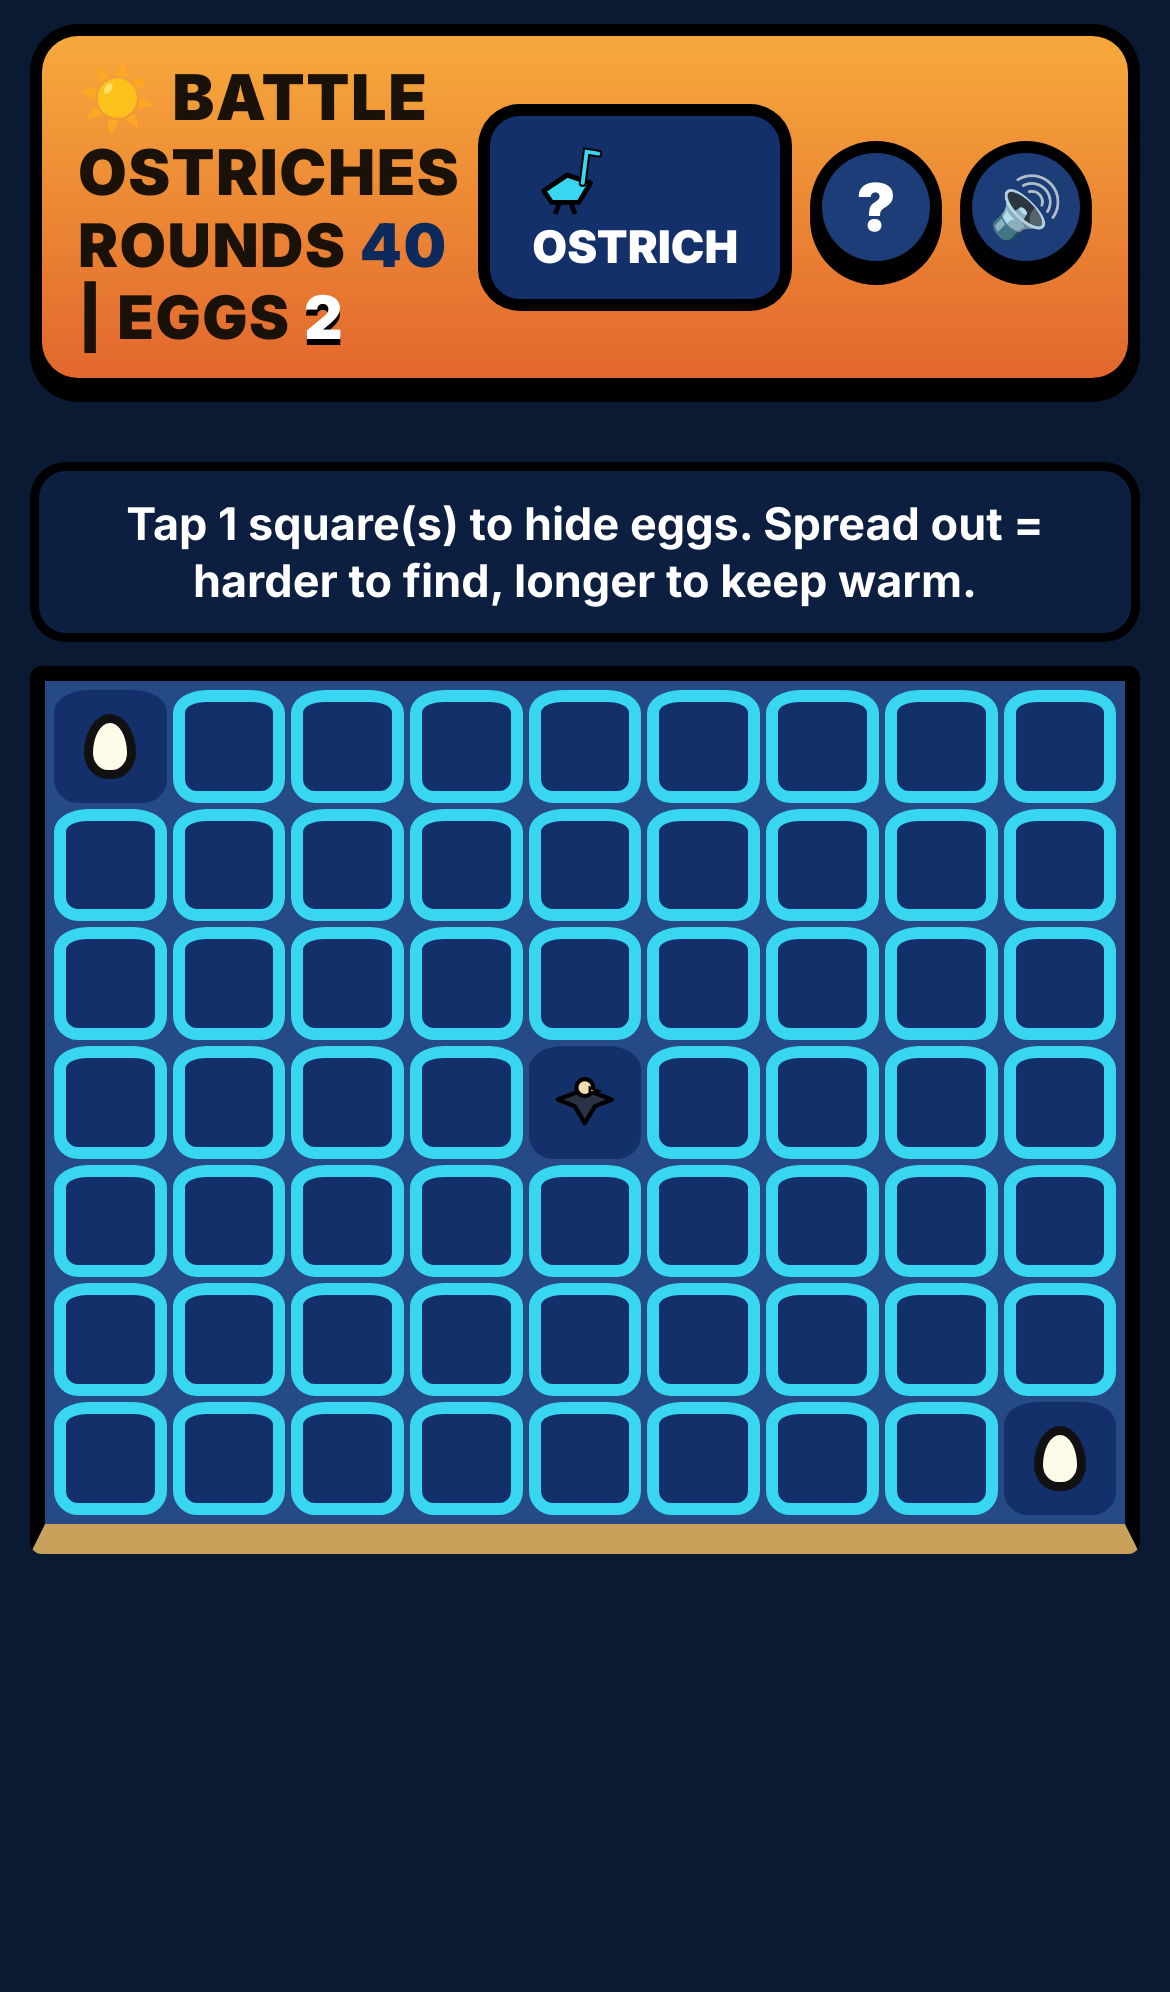 BATTLE
OSTRICHES
ROUNDS 40
| EGGS 2
OSTRICH
?
Tap 1 square(s) to hide eggs. Spread out =
harder to find, longer to keep warm.